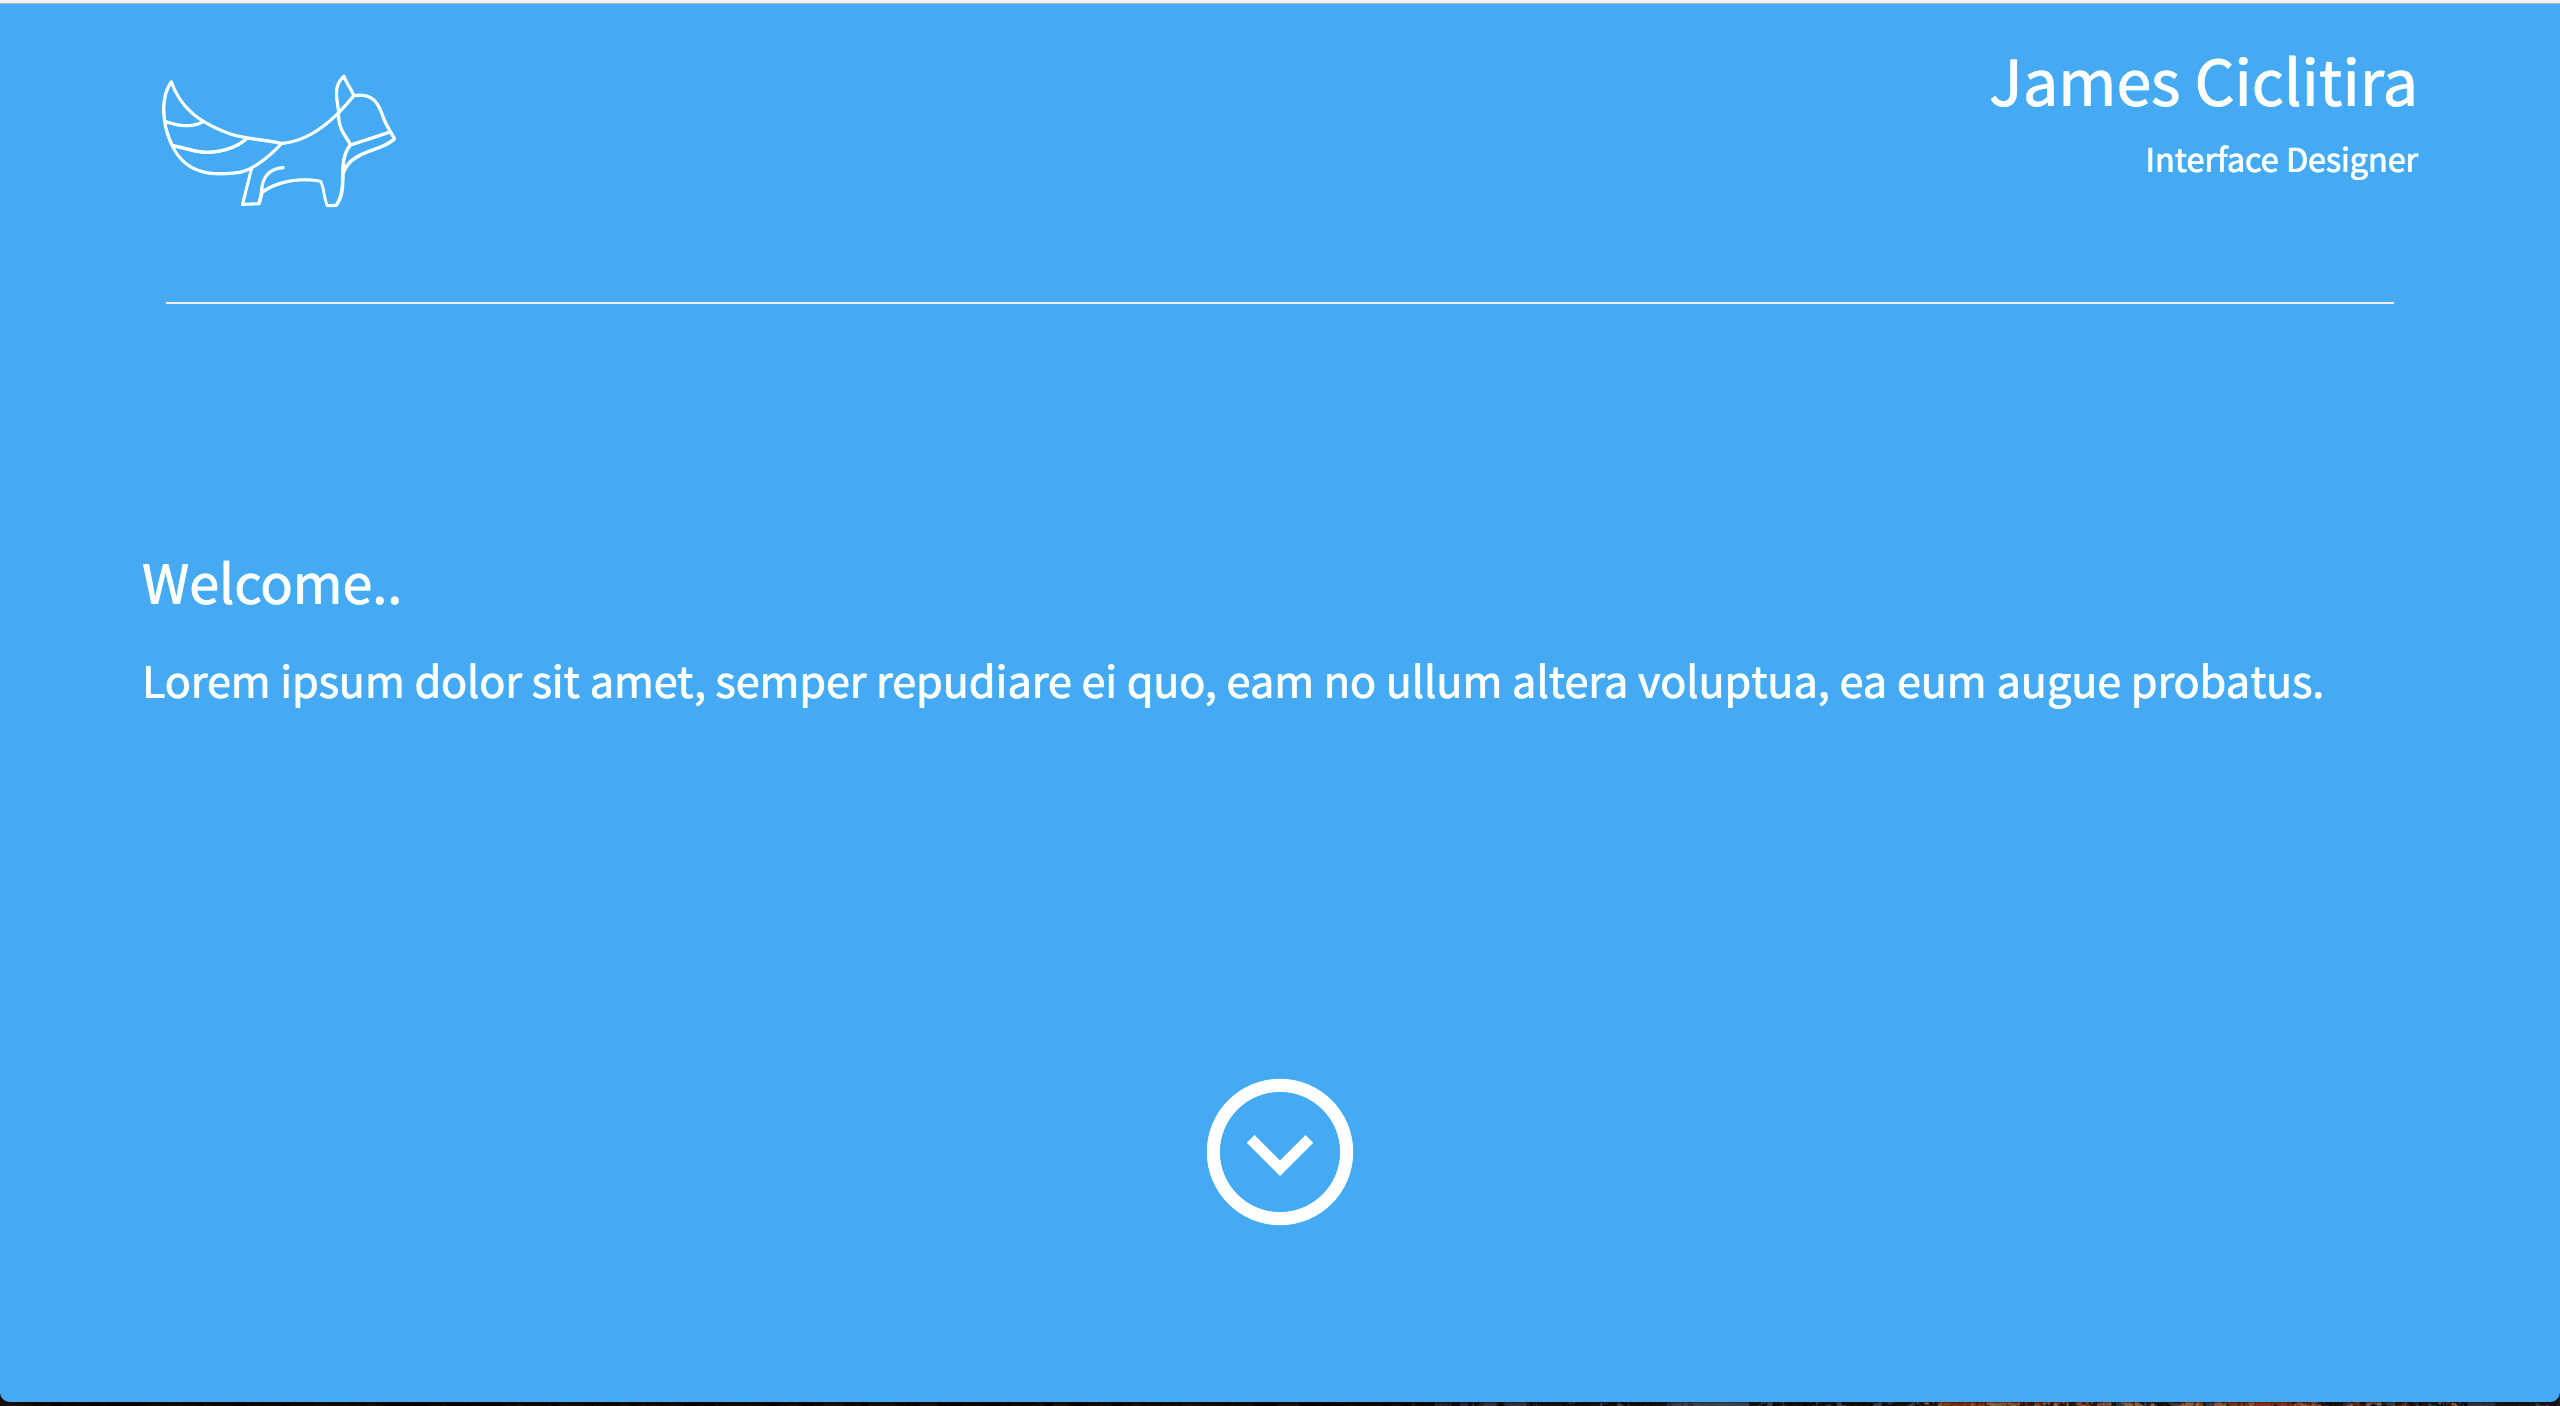 James Ciclitira
Interface Designer
Welcome..
Lorem ipsum dolor sit amet, semper repudiare ei quo, eam no ullum altera voluptua, ea eum augue probatus.